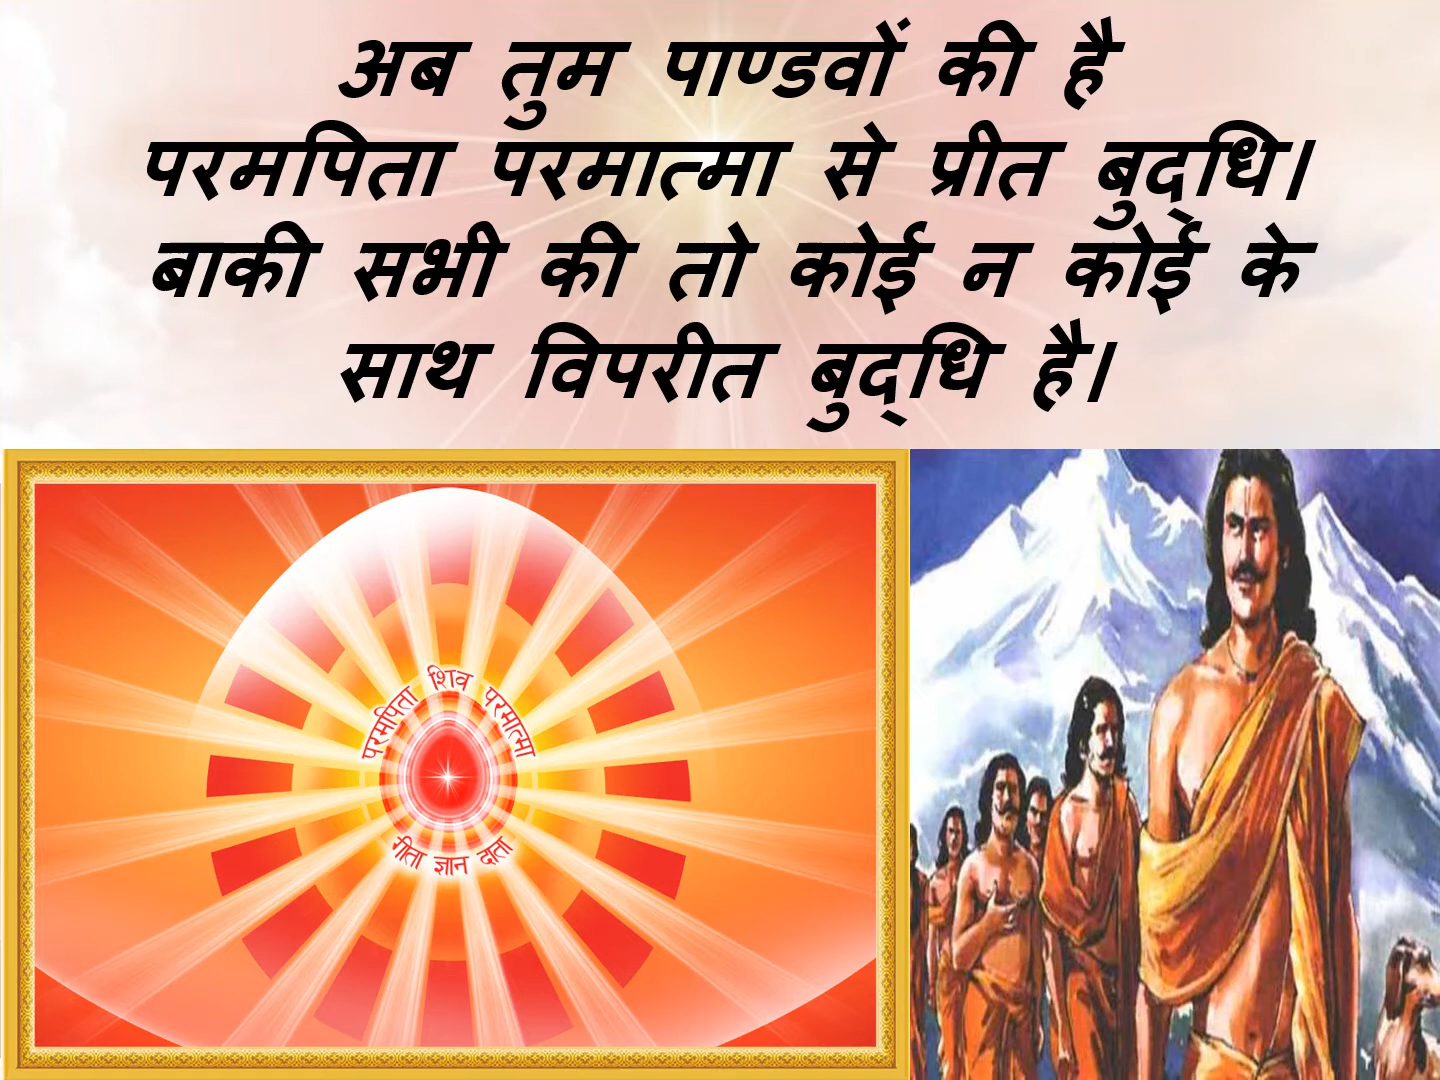 अब तुम पाण्डवों की है
परमपिता परमात्मा से प्रीत बुद्धि।
बाकी सभी की तो कोई न कोई के
साथ विपरीत बुद्धि है।
परमपिता शिव परमात्मा
गीता ज्ञान दाता